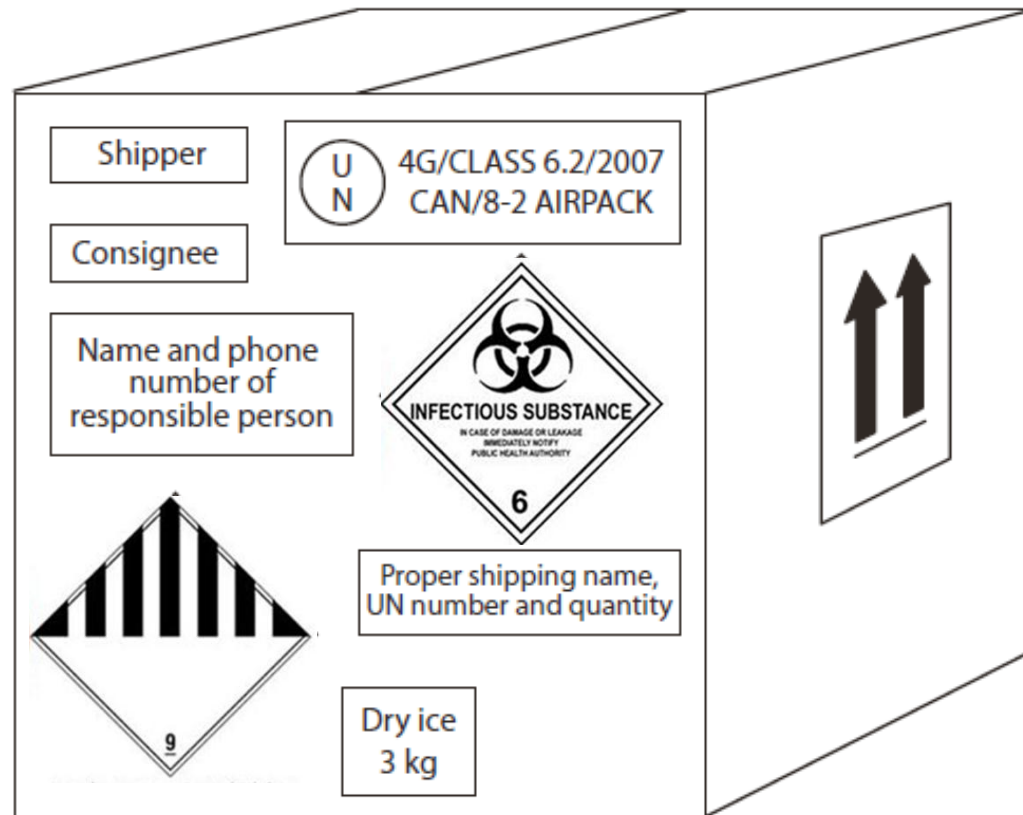 Shipper
UN
4G/CLASS 6.2/2007
CAN/8-2 AIRPACK
Consignee
Name and phone
number of
responsible person
INFECTIOUS SUBSTANCE
IN CASE OF DAMAGE OR LEAKAGE
IMMEDIATELY NOTIFY
PUBLIC HEALTH AUTHORITY
6
Proper shipping name,
UN number and quantity
9
Dry ice
3 kg